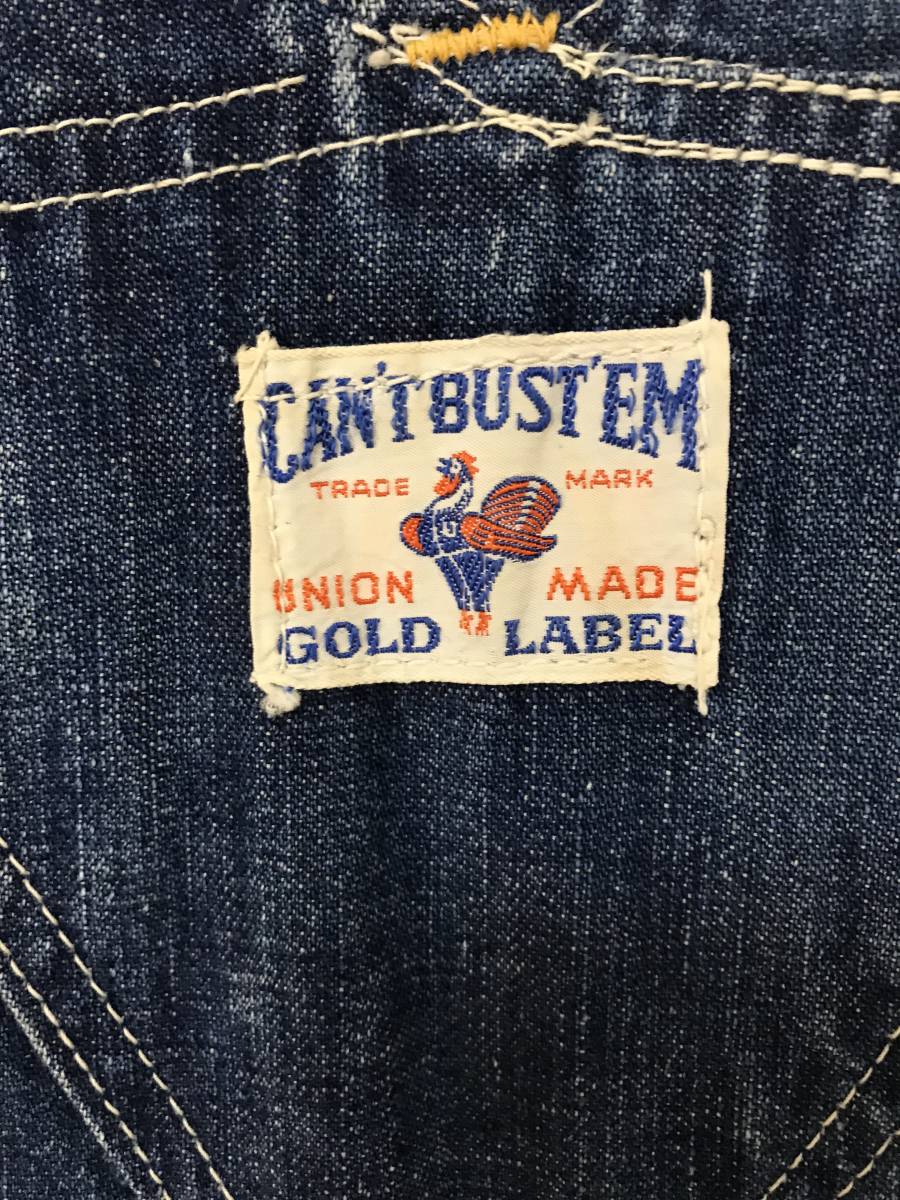 CAN'T BUST 'EM
TRADE MARK
UNION MADE
GOLD LABEL